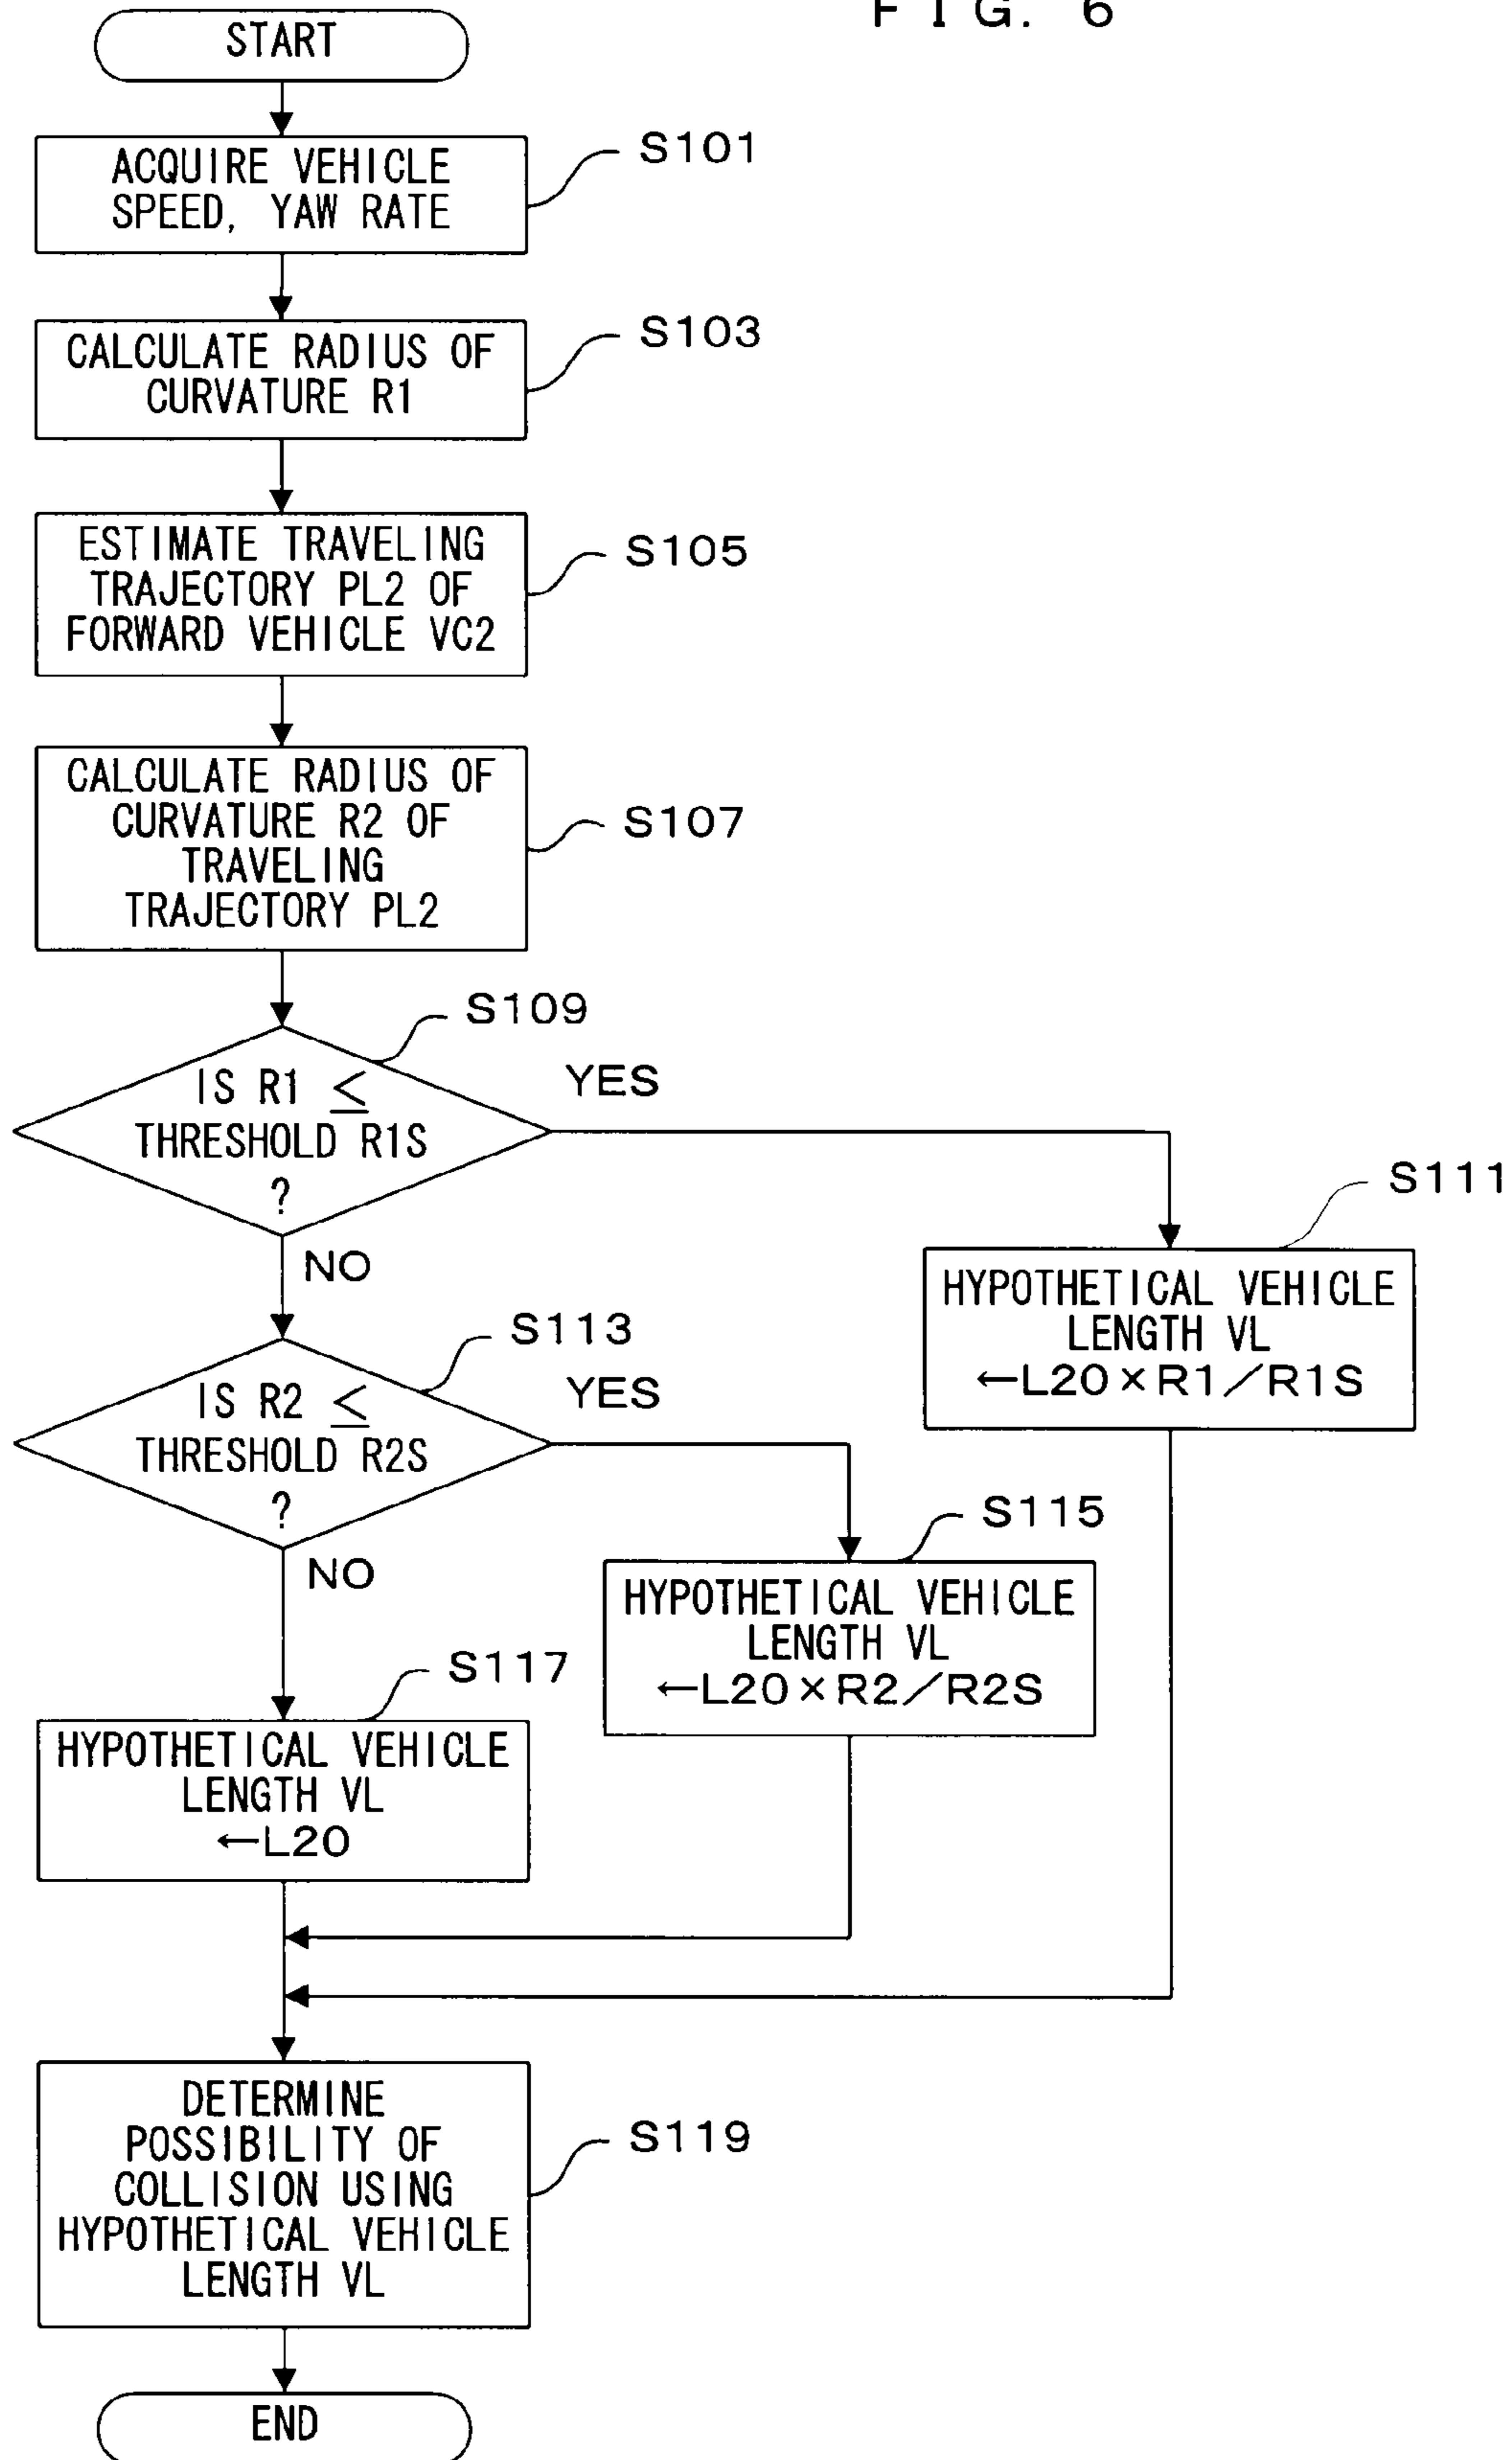 FIG. 6
START
S101
ACQUIRE VEHICLE
SPEED, YAW RATE
S103
CALCULATE RADIUS OF
CURVATURE R1
S105
ESTIMATE TRAVELING
TRAJECTORY PL2 OF
FORWARD VEHICLE VC2
S107
CALCULATE RADIUS OF
CURVATURE R2 OF
TRAVELING
TRAJECTORY PL2
S109
IS R1 ≤
THRESHOLD R1S
?
YES
NO
S111
HYPOTHETICAL VEHICLE
LENGTH VL
←L20×R1/R1S
S113
IS R2 ≤
THRESHOLD R2S
?
YES
NO
S115
HYPOTHETICAL VEHICLE
LENGTH VL
←L20×R2/R2S
S117
HYPOTHETICAL VEHICLE
LENGTH VL
←L20
S119
DETERMINE
POSSIBILITY OF
COLLISION USING
HYPOTHETICAL VEHICLE
LENGTH VL
END